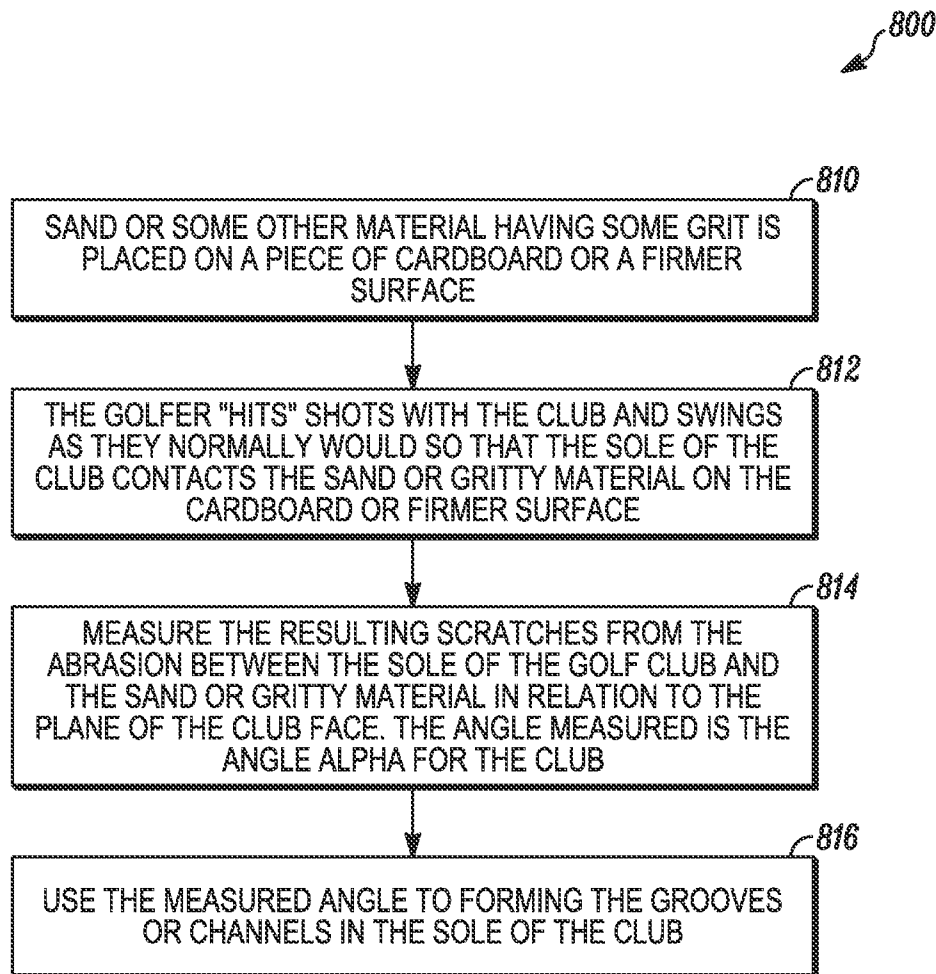 800
810
SAND OR SOME OTHER MATERIAL HAVING SOME GRIT IS
PLACED ON A PIECE OF CARDBOARD OR A FIRMER
SURFACE
812
THE GOLFER "HITS" SHOTS WITH THE CLUB AND SWINGS
AS THEY NORMALLY WOULD SO THAT THE SOLE OF THE
CLUB CONTACTS THE SAND OR GRITTY MATERIAL ON THE
CARDBOARD OR FIRMER SURFACE
814
MEASURE THE RESULTING SCRATCHES FROM THE
ABRASION BETWEEN THE SOLE OF THE GOLF CLUB AND
THE SAND OR GRITTY MATERIAL IN RELATION TO THE
PLANE OF THE CLUB FACE. THE ANGLE MEASURED IS THE
ANGLE ALPHA FOR THE CLUB
816
USE THE MEASURED ANGLE TO FORMING THE GROOVES
OR CHANNELS IN THE SOLE OF THE CLUB